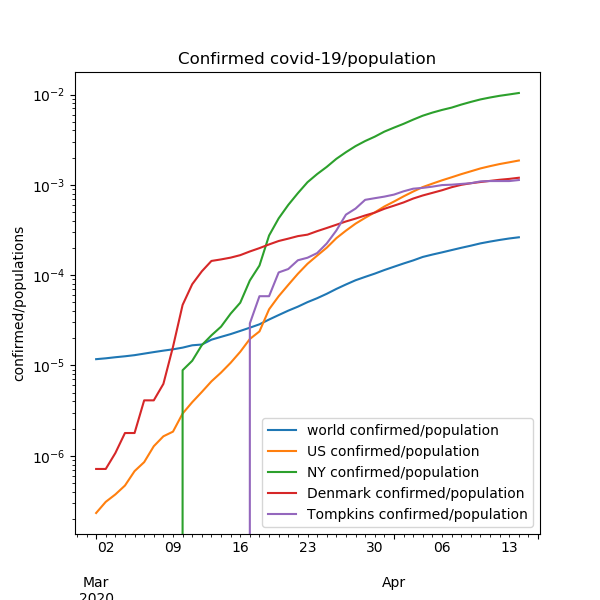 Confirmed covid-19/population
confirmed/populations
10⁻²
10⁻³
10⁻⁴
10⁻⁵
10⁻⁶
world confirmed/population
US confirmed/population
NY confirmed/population
Denmark confirmed/population
Tompkins confirmed/population
02 09 16 23 30 06 13
Mar Apr
2020